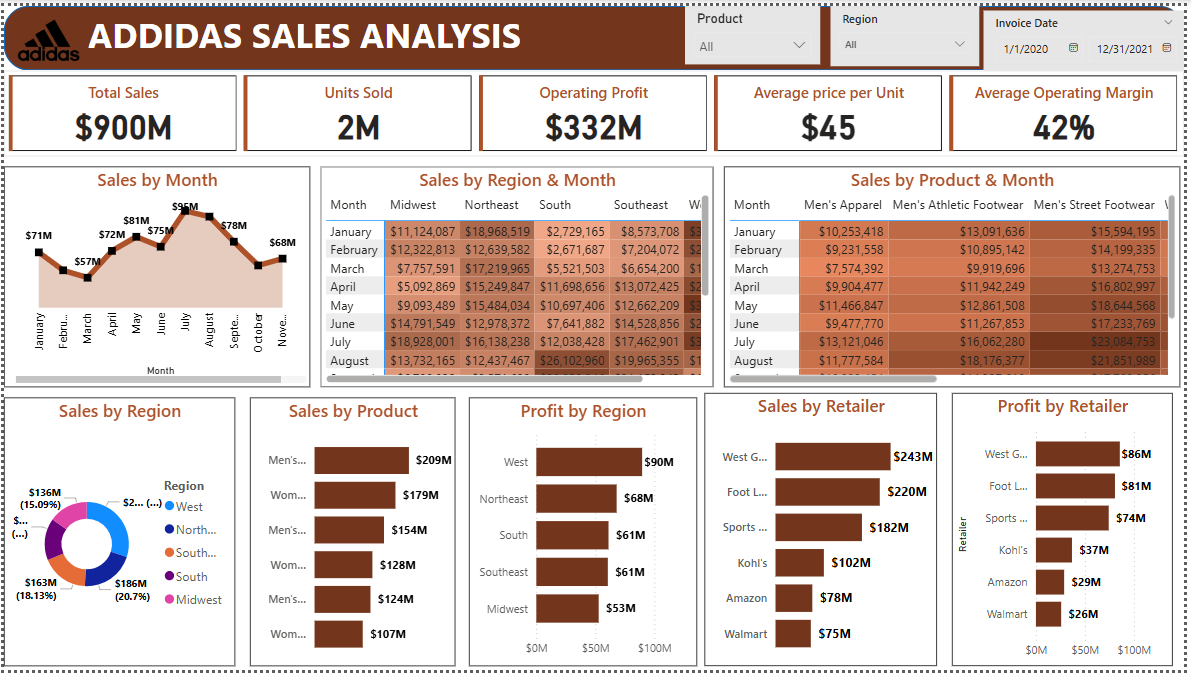 adidas
ADDIDAS SALES ANALYSIS
Product
All
Region
All
Invoice Date
1/1/2020 12/31/2021
Total Sales
$900M
Units Sold
2M
Operating Profit
$332M
Average price per Unit
$45
Average Operating Margin
42%
Sales by Month
$71M
$57M
$72M
$81M
$75M
$95M
$78M
$68M
January
Febru...
March
April
May
June
July
August
Septe...
October
Nove...
Month
Sales by Region & Month
Month Midwest Northeast South Southeast
January $11,124,087 $18,968,519 $2,729,165 $8,573,708
February $12,322,813 $12,639,582 $2,671,687 $7,204,072
March $7,757,591 $17,219,965 $5,521,503 $6,654,200
April $5,092,869 $15,249,847 $11,698,656 $13,072,425
May $9,093,489 $15,484,034 $10,697,406 $12,662,209
June $14,791,549 $12,978,372 $7,641,882 $14,528,856
July $18,928,001 $16,138,238 $12,038,428 $17,462,901
August $13,732,165 $12,437,467 $26,102,960 $19,965,355
Sales by Product & Month
Month Men's Apparel Men's Athletic Footwear Men's Street Footwear
January $10,253,418 $13,091,636 $15,594,195
February $9,231,558 $10,895,142 $14,199,335
March $7,574,392 $9,919,696 $13,274,753
April $9,904,477 $11,942,249 $16,802,997
May $11,466,847 $12,861,508 $18,644,568
June $9,477,770 $11,267,853 $17,233,769
July $13,121,046 $16,062,280 $23,084,753
August $11,777,584 $18,176,377 $21,851,989
Sales by Region
$136M
(15.09%)
$2... (...)
$...
(...)
$163M
(18.13%)
$186M
(20.7%)
Region
West
North...
South...
South
Midwest
Sales by Product
Men's... $209M
Wom... $179M
Men's... $154M
Wom... $128M
Men's... $124M
Wom... $107M
Profit by Region
West $90M
Northeast $68M
South $61M
Southeast $61M
Midwest $53M
$0M $50M $100M
Sales by Retailer
West G... $243M
Foot L... $220M
Sports ... $182M
Kohl's $102M
Amazon $78M
Walmart $75M
Profit by Retailer
Retailer
West G... $86M
Foot L... $81M
Sports ... $74M
Kohl's $37M
Amazon $29M
Walmart $26M
$0M $50M $100M